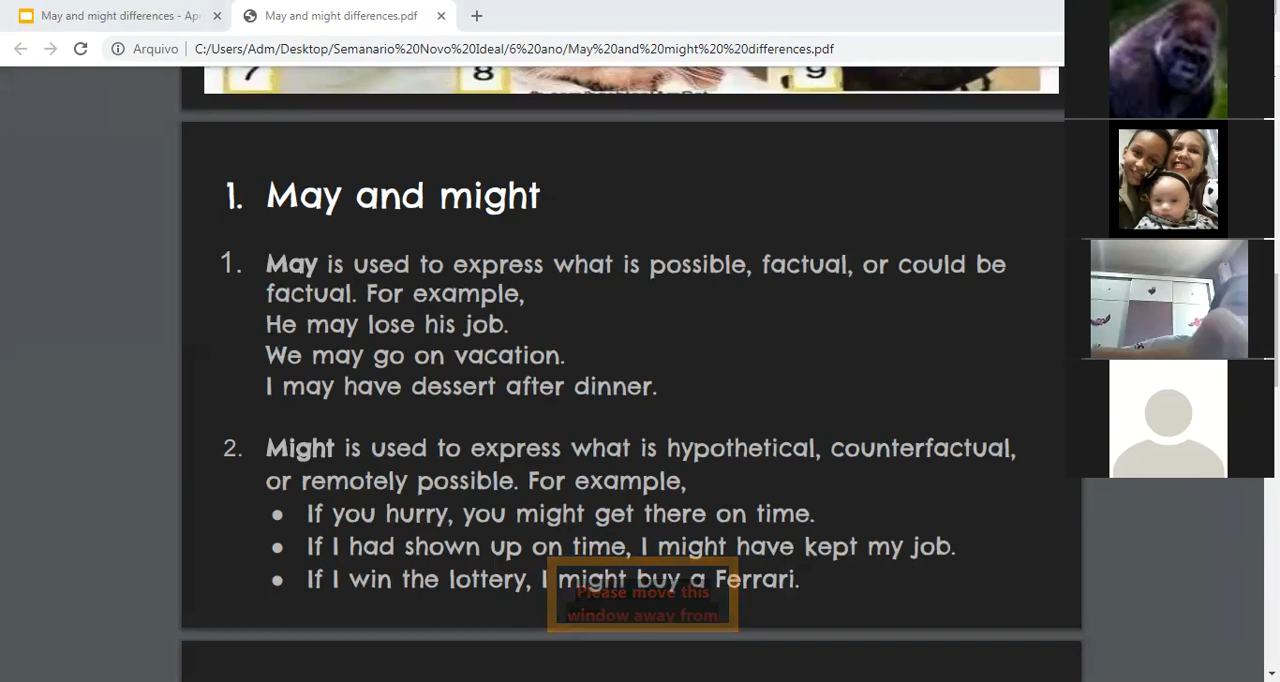 May and might differences - Ap
May and might differences.pdf
Arquivo
C:/Users/Adm/Desktop/Semanario%20Novo%20Ideal/6%20ano/May%20and%20might%20%20differences.pdf
7 8 9
1. May and might
1. May is used to express what is possible, factual, or could be
factual. For example,
He may lose his job.
We may go on vacation.
I may have dessert after dinner.
2. Might is used to express what is hypothetical, counterfactual,
or remotely possible. For example,
● If you hurry, you might get there on time.
● If I had shown up on time, I might have kept my job.
● If I win the lottery, I might buy a Ferrari.
Please move this
window away from